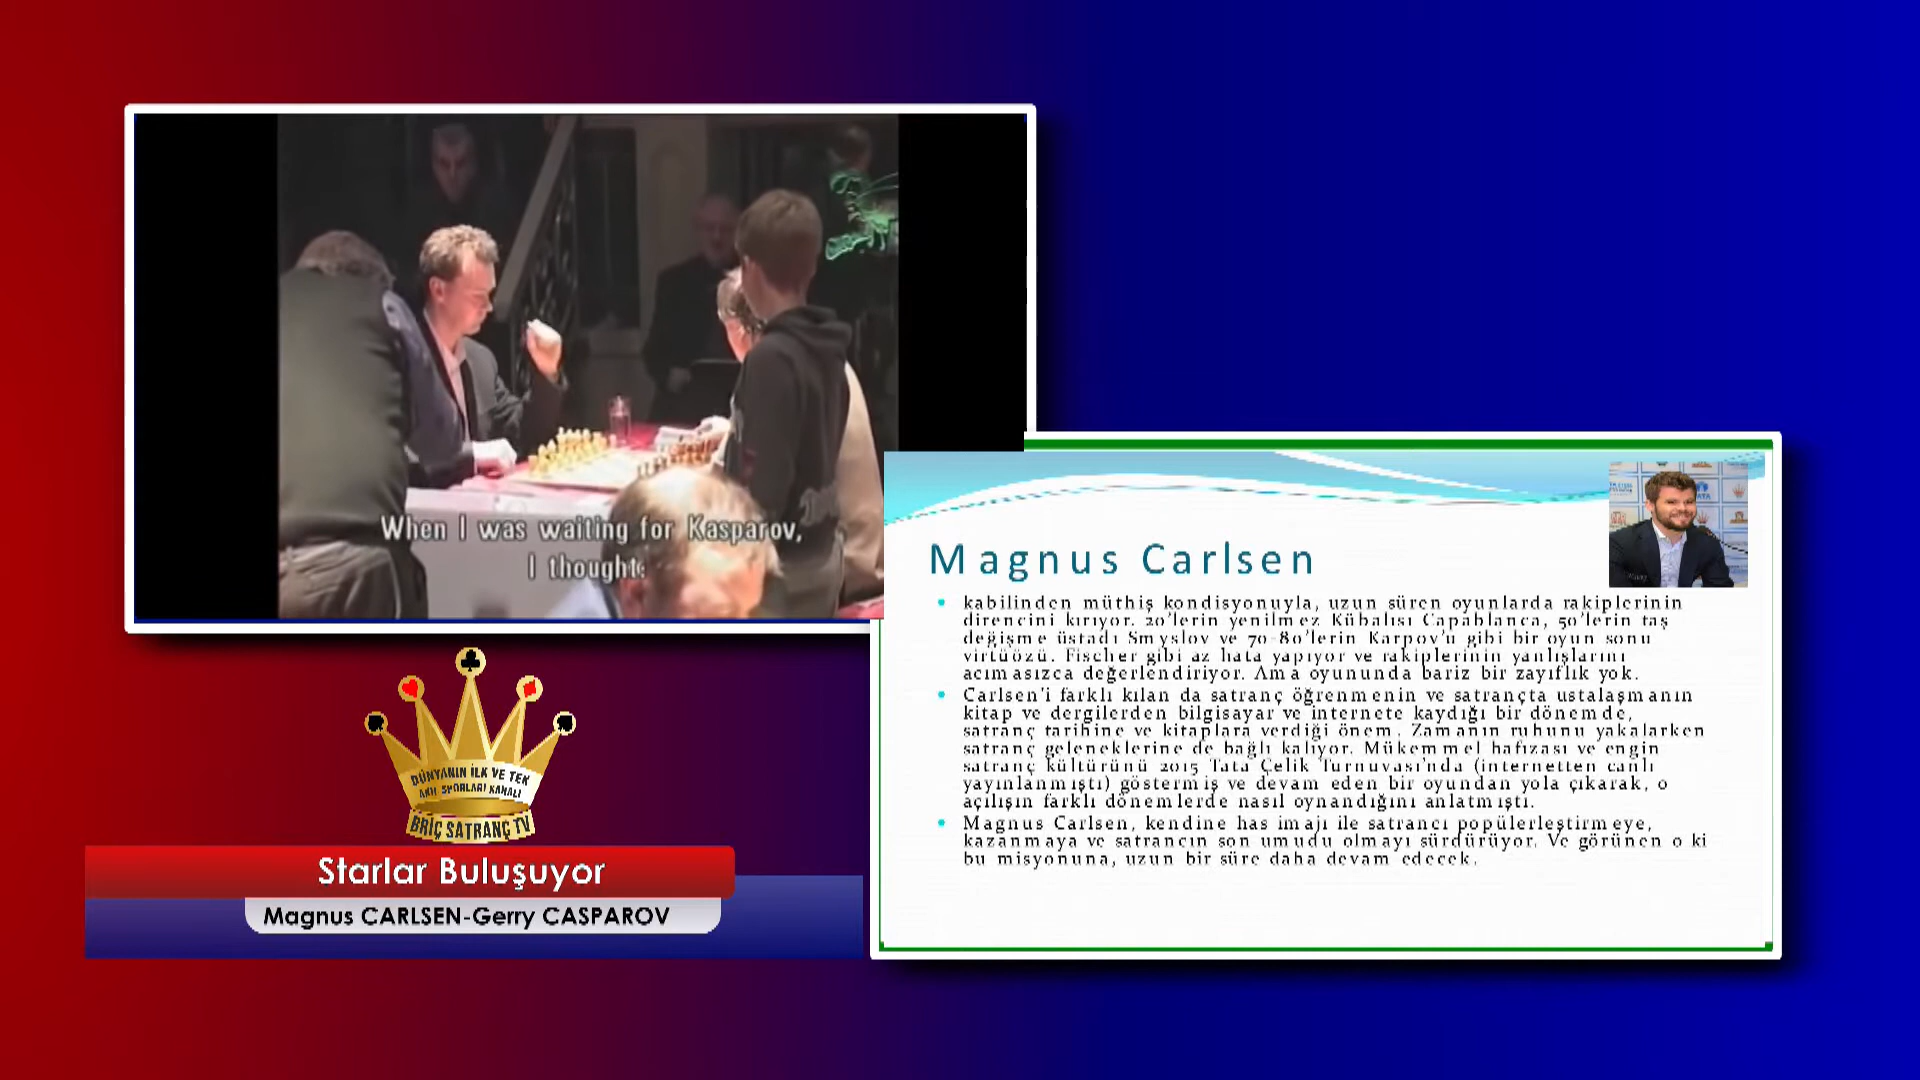 When I was waiting for Kasparov,
I thought:
Magnus Carlsen
kabilinden müthiş kondisyonuyla, uzun süren oyunlarda rakiplerinin
direncini kırıyor. 20'lerin yenilmez Kübalısı Capablanca, 50'lerin taş
değişme üstadı Smyslov ve 70-80'lerin Karpov'u gibi bir oyun sonu
virtüözü. Fischer gibi az hata yapıyor ve rakiplerinin yanlışlarını
acımasızca değerlendiriyor. Ama oyununda bariz bir zayıflık yok.
Carlsen'i farklı kılan da satranç öğrenmenin ve satrançta ustalaşmanın
kitap ve dergilerden bilgisayar ve internete kaydığı bir dönemde,
satranç tarihine ve kitaplara verdiği önem. Zamanın ruhunu yakalarken
satranç geleneklerine de bağlı kalıyor. Mükemmel hafızası ve engin
satranç kültürünü 2015 Tata Çelik Turnuvası'nda (internetten canlı
yayınlanmıştı) göstermiş ve devam eden bir oyundan yola çıkarak, o
açılışın farklı dönemlerde nasıl oynandığını anlatmıştı.
Magnus Carlsen, kendine has imajı ile satrancı popülerleştirmeye,
kazanmaya ve satrancın son umudu olmayı sürdürüyor. Ve görünen o ki
bu misyonuna, uzun bir süre daha devam edecek.
DÜNYANIN İLK VE TEK
AKIL SPORLARI KANALI
BRİÇ SATRANÇ TV
Starlar Buluşuyor
Magnus CARLSEN-Gerry CASPAROV